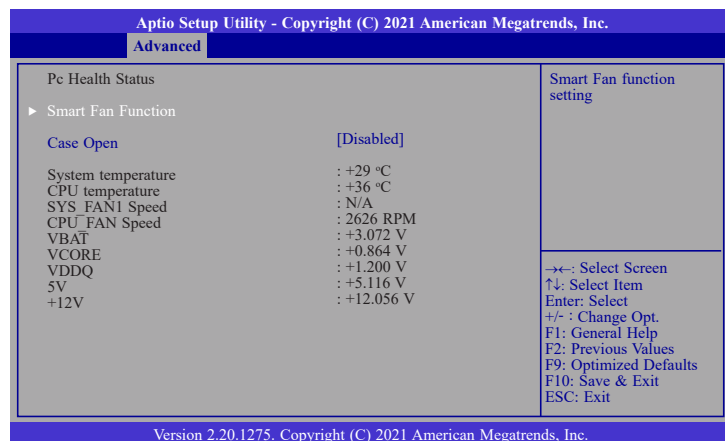 Aptio Setup Utility - Copyright (C) 2021 American Megatrends, Inc.
Advanced
Pc Health Status
► Smart Fan Function
Case Open [Disabled]
System temperature : +29 °C
CPU temperature : +36 °C
SYS_FAN1 Speed : N/A
CPU_FAN Speed : 2626 RPM
VBAT : +3.072 V
VCORE : +0.864 V
VDDQ : +1.200 V
5V : +5.116 V
+12V : +12.056 V
Smart Fan function
setting
→←: Select Screen
↑↓: Select Item
Enter: Select
+/- : Change Opt.
F1: General Help
F2: Previous Values
F9: Optimized Defaults
F10: Save & Exit
ESC: Exit
Version 2.20.1275. Copyright (C) 2021 American Megatrends, Inc.